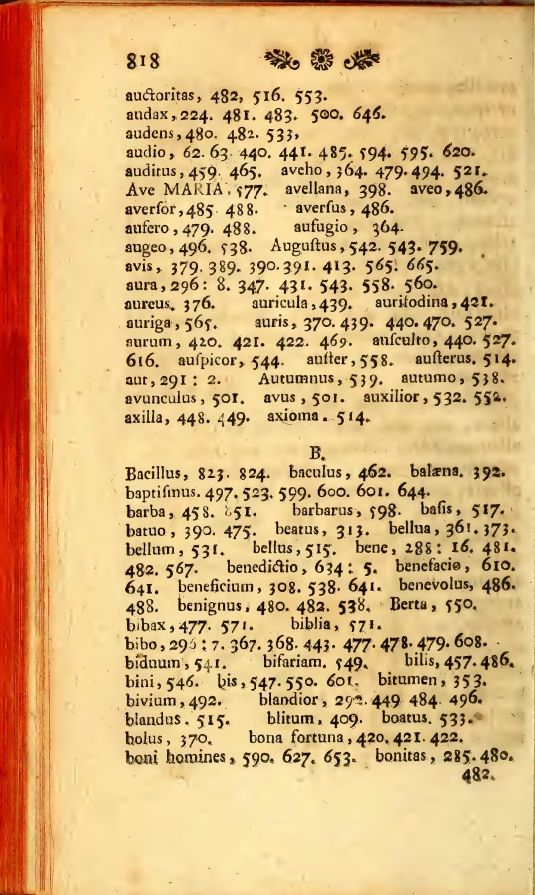 818
auctoritas, 482, 516. 553.
audax, 224. 481. 483. 500. 646.
audens, 480. 482. 533,
audio, 62. 63. 440. 441. 485. 594. 595. 620.
auditus, 459. 465. aveho, 364. 479. 494. 521.
Ave MARIA. 577. avellana, 398. aveo, 486.
averſor, 485. 488. averſus, 486.
aufero, 479. 488. aufugio, 364.
augeo, 496. 538. Auguſtus, 542. 543. 759.
avis, 379. 389. 390. 391. 413. 565. 665.
aura, 296: 8. 347. 431. 543. 558. 560.
aureus. 376. auricula, 439. auritodina, 421.
auriga, 565. auris, 370. 439. 440. 470. 527.
aurum, 420. 421. 422. 469. auſculto, 440. 527.
616. auſpicor, 544. auſter, 558. auſterus. 514.
aut, 291: 2. Autumnus, 539. autumo, 538.
avunculus, 501. avus, 501. auxilior, 532. 552.
axilla, 448. 449. axioma. 514.
B.
Bacillus, 823. 824. baculus, 462. balæna. 392.
baptiſmus. 497. 523. 599. 600. 601. 644.
barba, 458. 651. barbarus, 598. baſis, 517.
batuo, 390. 475. beatus, 313. bellua, 361. 373.
bellum, 531. bellus, 515. bene, 288: 16. 481.
482. 567. benedictio, 634: 5. benefacio, 610.
641. beneficium, 308. 538. 641. benevolus, 486.
488. benignus, 480. 482. 538. Berta, 550.
bibax, 477. 571. biblia, 571.
bibo, 296: 7. 367. 368. 443. 477. 478. 479. 608.
biduum, 541. bifariam. 549. bilis, 457. 486.
bini, 546. bis, 547. 550. 601. bitumen, 353.
bivium, 492. blandior, 292. 449. 484. 496.
blandus. 515. blitum, 409. boatus. 533.
bolus, 370. bona fortuna, 420. 421. 422.
boni homines, 590. 627. 653. bonitas, 285. 480.
482.